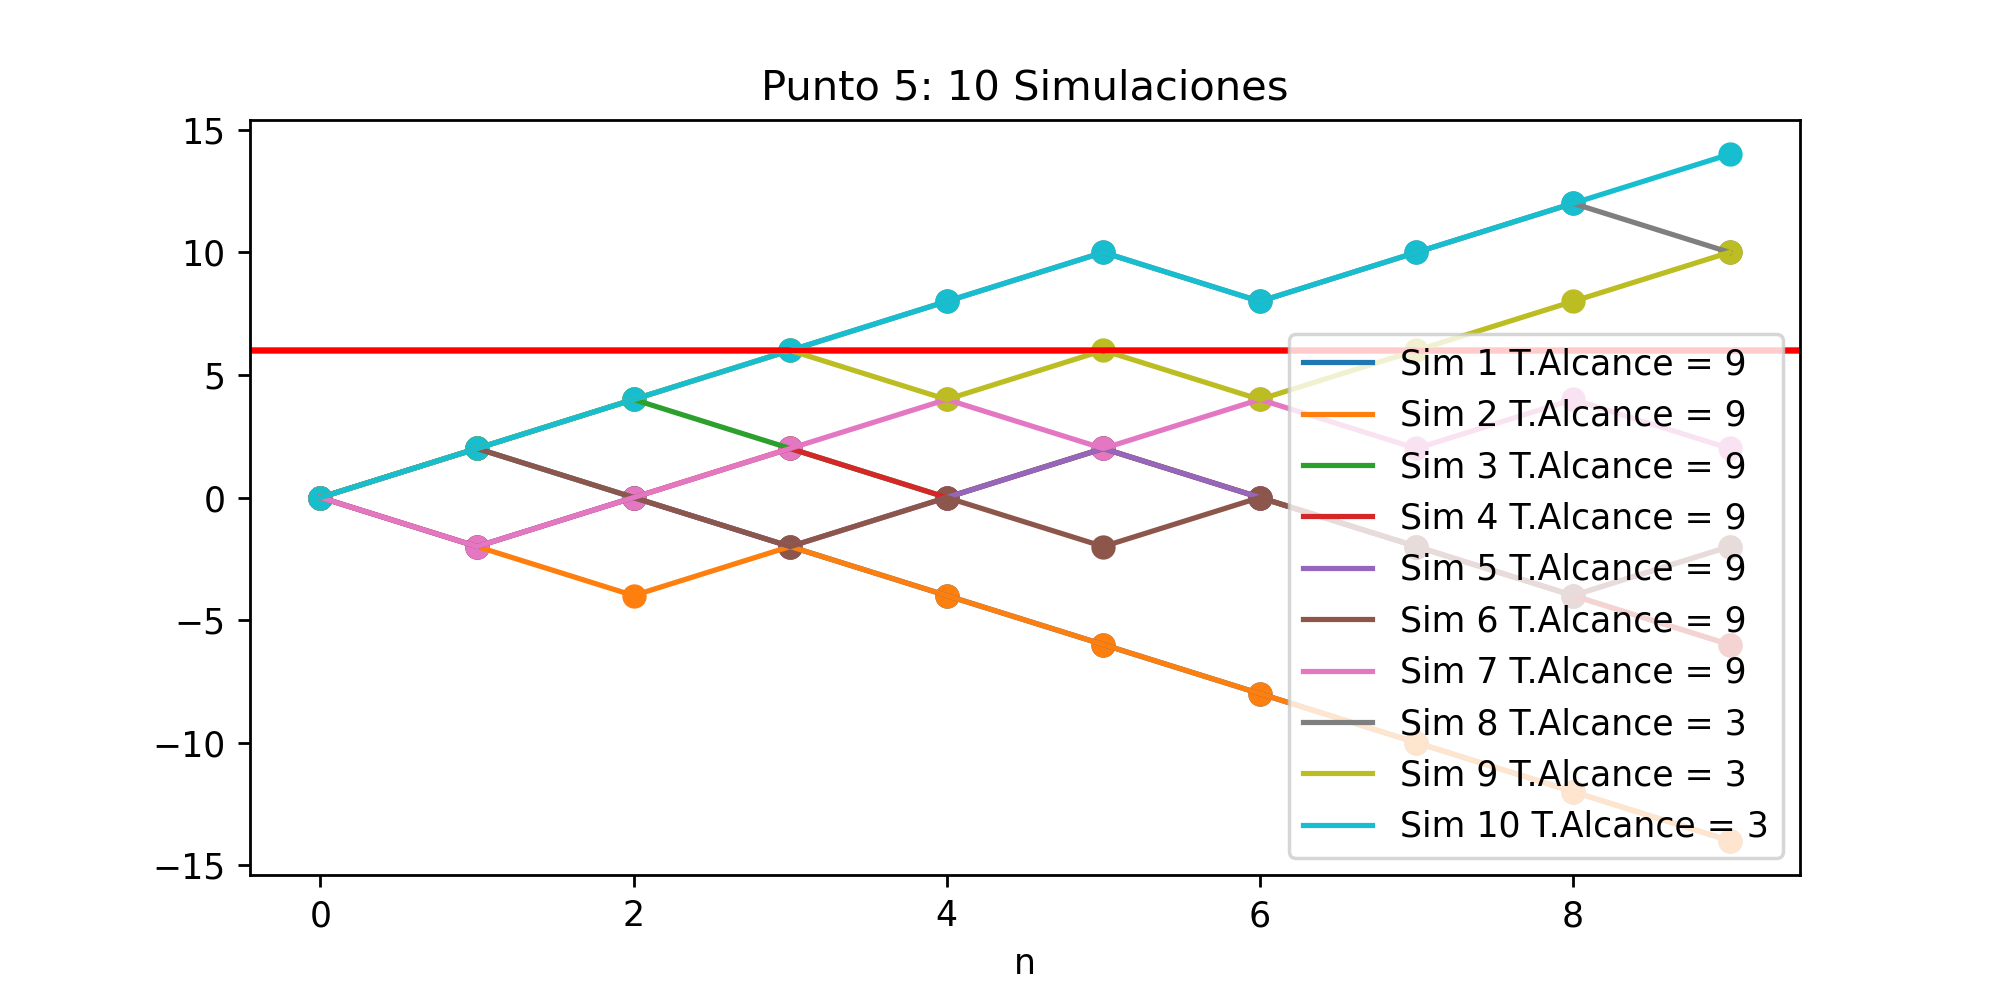 Punto 5: 10 Simulaciones
15
10
5
0
−5
−10
−15
Sim 1 T.Alcance = 9
Sim 2 T.Alcance = 9
Sim 3 T.Alcance = 9
Sim 4 T.Alcance = 9
Sim 5 T.Alcance = 9
Sim 6 T.Alcance = 9
Sim 7 T.Alcance = 9
Sim 8 T.Alcance = 3
Sim 9 T.Alcance = 3
Sim 10 T.Alcance = 3
0 2 4 6 8
n